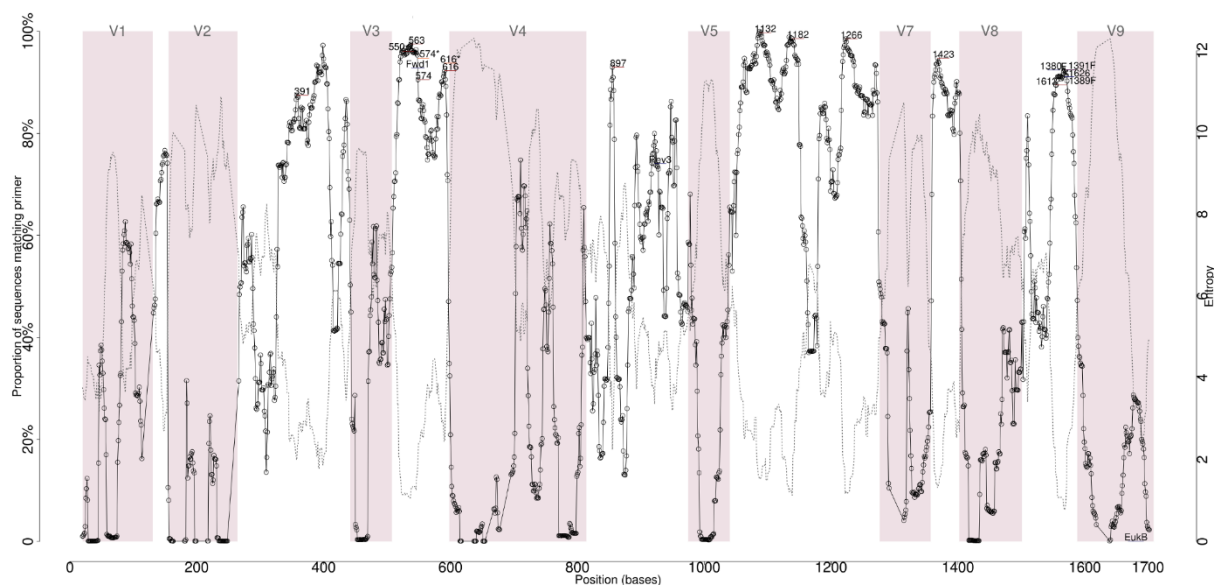 V1 V2 V3 V4 V5 V7 V8 V9
100%
80%
60%
40%
20%
0%
Proportion of sequences matching primer
12
10
8
6
4
2
0
Entropy
391
550
563
574*
Fwd1
574
616*
616
897
Rev3
1132
1182
1266
1423
1380F
1391F
1626
1389F
EukB
0 200 400 600 800 1000 1200 1400 1600 1700
Position (bases)